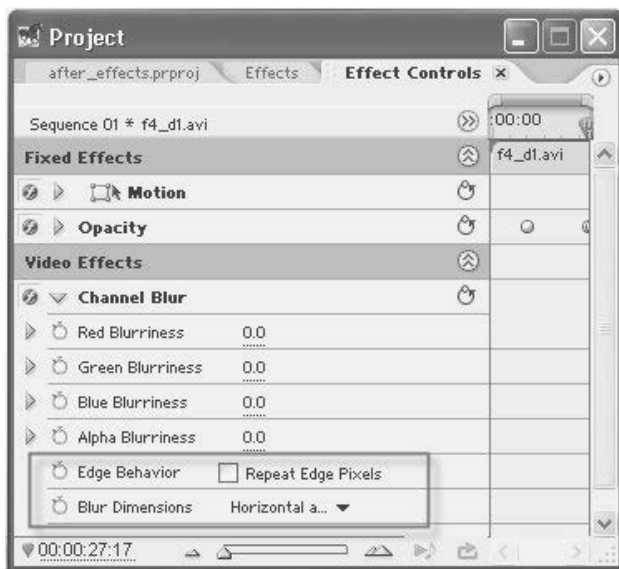 Project
after_effects.prproj Effects Effect Controls
Sequence 01 * f4_d1.avi :00:00
Fixed Effects f4_d1.avi
Motion
Opacity
Video Effects
Channel Blur
Red Blurriness 0.0
Green Blurriness 0.0
Blue Blurriness 0.0
Alpha Blurriness 0.0
Edge Behavior Repeat Edge Pixels
Blur Dimensions Horizontal a...
00:00:27:17